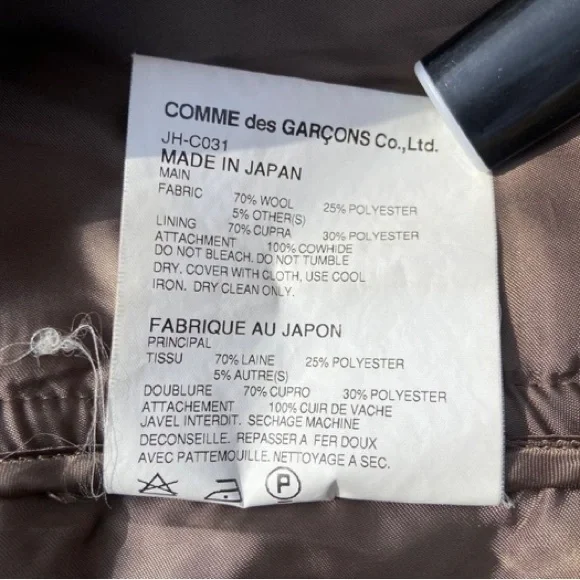 COMME des GARÇONS Co.,Ltd.
JH-C031
MADE IN JAPAN
MAIN
FABRIC 70% WOOL 25% POLYESTER
5% OTHER(S)
LINING 70% CUPRA 30% POLYESTER
ATTACHMENT 100% COWHIDE
DO NOT BLEACH. DO NOT TUMBLE
DRY. COVER WITH CLOTH, USE COOL
IRON. DRY CLEAN ONLY.
FABRIQUE AU JAPON
PRINCIPAL
TISSU 70% LAINE 25% POLYESTER
5% AUTRE(S)
DOUBLURE 70% CUPRO 30% POLYESTER
ATTACHEMENT 100% CUIR DE VACHE
JAVEL INTERDIT. SECHAGE MACHINE
DECONSEILLE. REPASSER A FER DOUX
AVEC PATTEMOUILLE. NETTOYAGE A SEC.
P